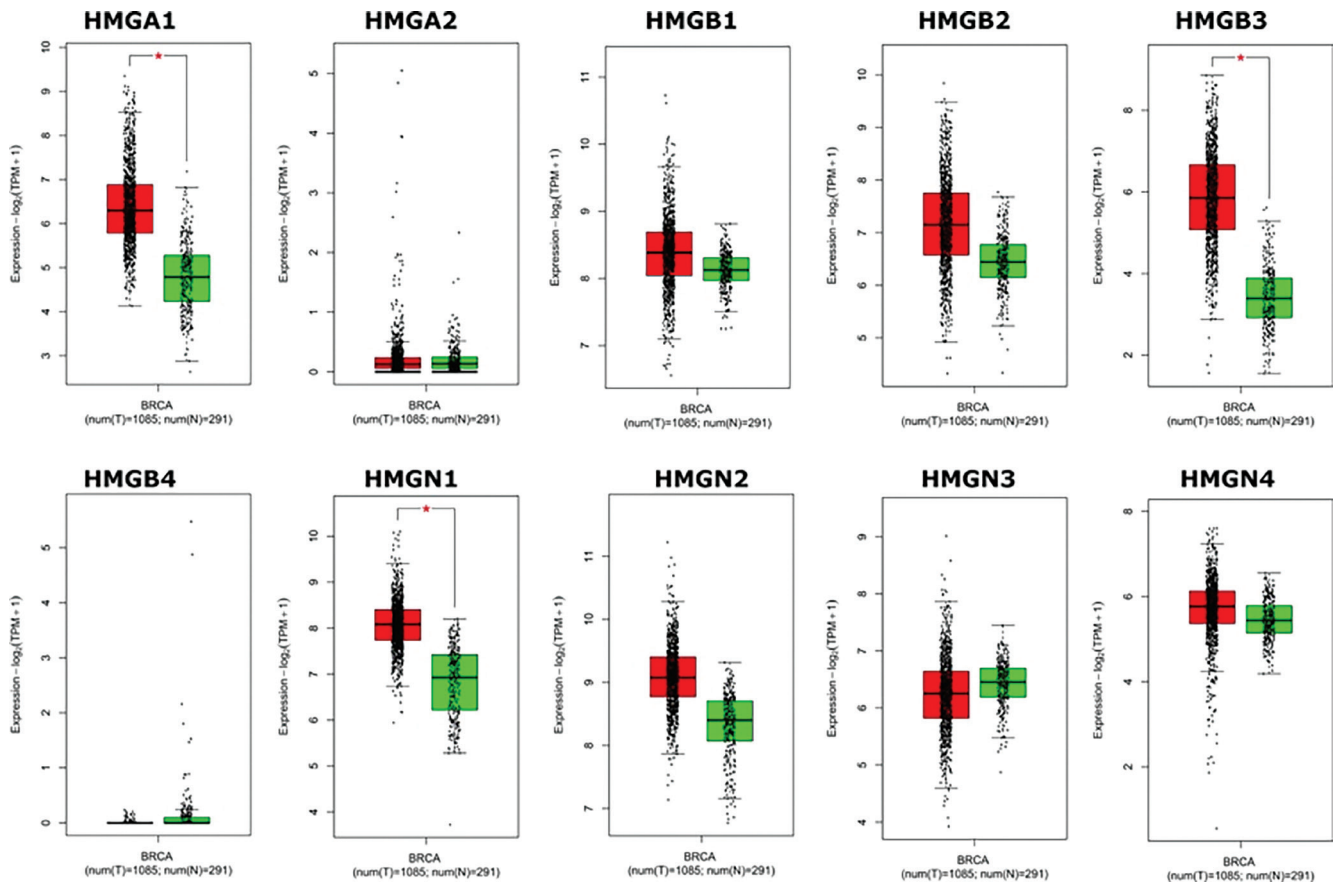 HMGA1 HMGA2 HMGB1 HMGB2 HMGB3
Expression – log2(TPM + 1)
10
9
8
7
6
5
4
3
BRCA
(num(T)=1085; num(N)=291)
Expression – log2(TPM + 1)
5
4
3
2
1
0
BRCA
(num(T)=1085; num(N)=291)
Expression – log2(TPM + 1)
11
10
9
8
7
BRCA
(num(T)=1085; num(N)=291)
Expression – log2(TPM + 1)
10
9
8
7
6
5
BRCA
(num(T)=1085; num(N)=291)
Expression – log2(TPM + 1)
8
6
4
2
BRCA
(num(T)=1085; num(N)=291)
HMGB4 HMGN1 HMGN2 HMGN3 HMGN4
Expression – log2(TPM + 1)
5
4
3
2
1
0
BRCA
(num(T)=1085; num(N)=291)
Expression – log2(TPM + 1)
10
9
8
7
6
5
4
BRCA
(num(T)=1085; num(N)=291)
Expression – log2(TPM + 1)
11
10
9
8
7
BRCA
(num(T)=1085; num(N)=291)
Expression – log2(TPM + 1)
9
8
7
6
5
4
BRCA
(num(T)=1085; num(N)=291)
Expression – log2(TPM + 1)
8
6
4
2
BRCA
(num(T)=1085; num(N)=291)